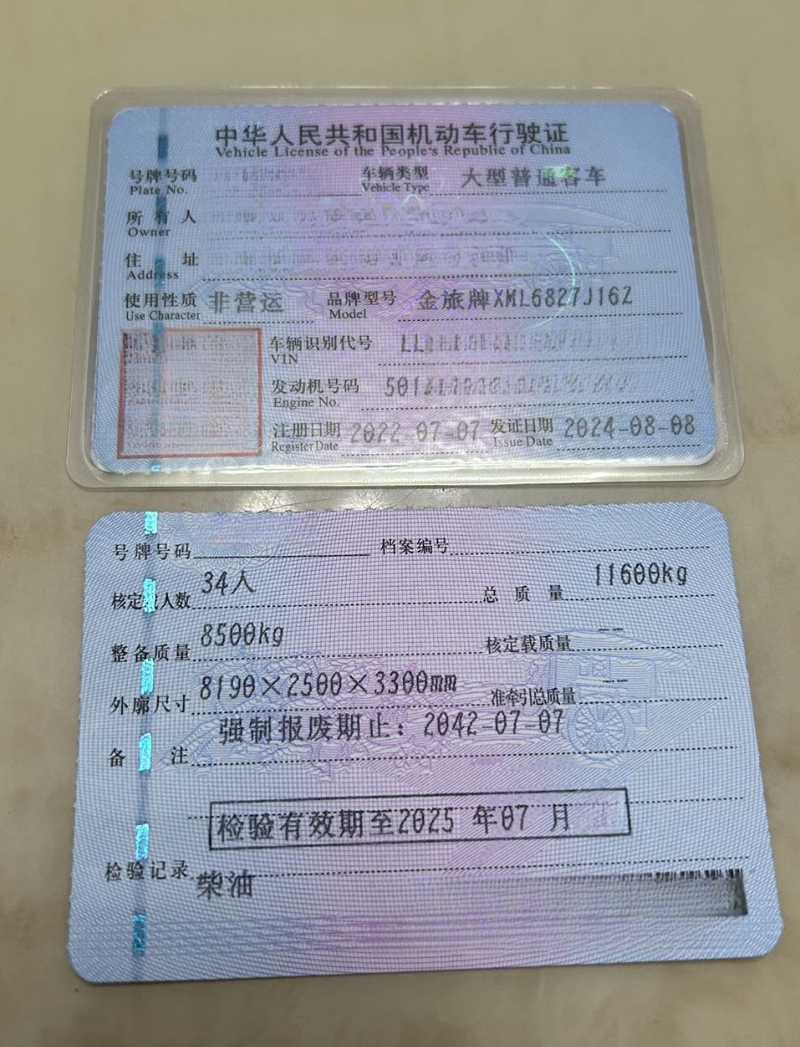 中华人民共和国机动车行驶证
Vehicle License of the People's Republic of China
号牌号码 车辆类型 大型普通客车
Plate No. Vehicle Type
所有人
Owner
住址
Address
使用性质 非营运 品牌型号 金旅牌XML6827J16Z
Use Character Model
车辆识别代号 LL
VIN
发动机号码
Engine No.
注册日期 2022-07-07 发证日期 2024-08-08
Register Date Issue Date
号牌号码 档案编号
核定载人数 34人 总质量 11600kg
整备质量 8500kg 核定载质量 --
外廓尺寸 8190×2500×3300mm 准牵引总质量 --
强制报废期止：2042-07-07
备注
检验有效期至2025年07月
检验记录
柴油